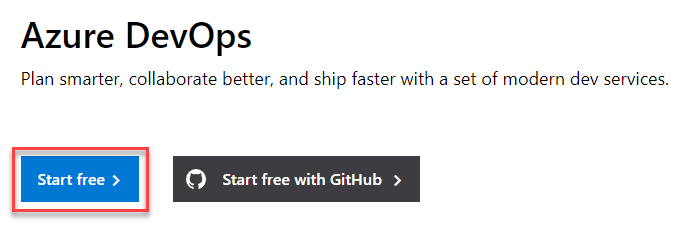 Azure DevOps
Plan smarter, collaborate better, and ship faster with a set of modern dev services.
Start free
Start free with GitHub